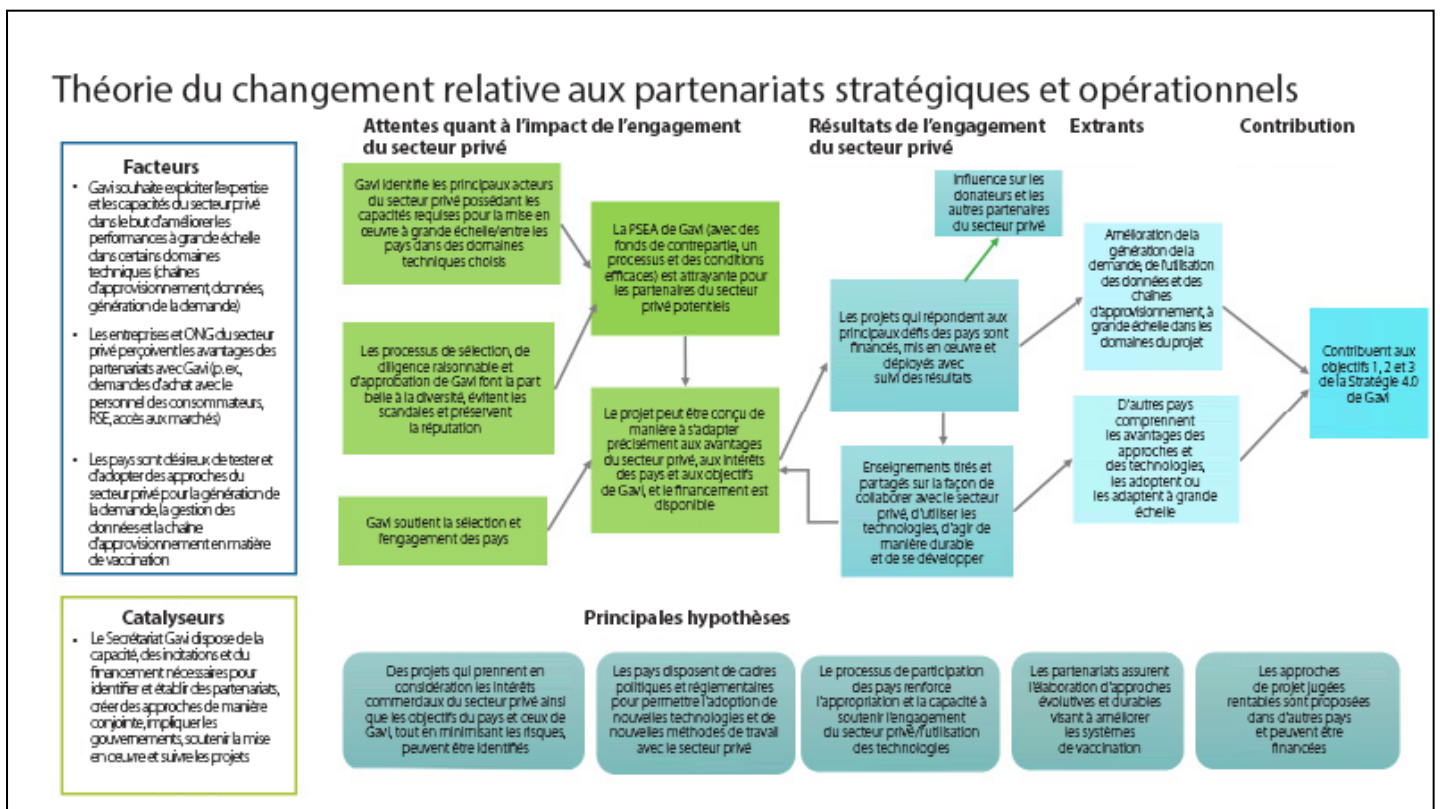 Théorie du changement relative aux partenariats stratégiques et opérationnels
Attentes quant à l'impact de l'engagement
du secteur privé
Résultats de l'engagement
du secteur privé
Extrants
Contribution
Facteurs
• Gavi souhaite exploiter l'expertise
et les capacités du secteur privé
dans le but d'améliorer les
performances à grande échelle
dans certains domaines
techniques (chaînes
d'approvisionnement, données,
génération de la demande)
• Les entreprises et ONG du secteur
privé perçoivent les avantages des
partenariats avec Gavi (p. ex.,
demandes d'achat avec le
personnel des consommateurs,
RSE, accès aux marchés)
• Les pays sont désireux de tester et
d'adopter des approches du
secteur privé pour la génération de
la demande, la gestion des
données et la chaîne
d'approvisionnement en matière
de vaccination
Gavi identifie les principaux acteurs
du secteur privé possédant les
capacités requises pour la mise en
œuvre à grande échelle/entre les
pays dans des domaines
techniques choisis
Les processus de sélection, de
diligence raisonnable et
d'approbation de Gavi font la part
belle à la diversité, évitent les
scandales et préservent
la réputation
Gavi soutient la sélection et
l'engagement des pays
La PSEA de Gavi (avec des
fonds de contrepartie, un
processus et des conditions
efficaces) est attrayante pour
les partenaires du secteur
privé potentiels
Le projet peut être conçu de
manière à s'adapter
précisément aux avantages
du secteur privé, aux intérêts
des pays et aux objectifs
de Gavi, et le financement est
disponible
Influence sur les
donateurs et les
autres partenaires
du secteur privé
Les projets qui répondent aux
principaux défis des pays sont
financés, mis en œuvre et
déployés avec
suivi des résultats
Enseignements tirés et
partagés sur la façon de
collaborer avec le secteur
privé, d'utiliser les
technologies, d'agir de
manière durable
et de se développer
Amélioration de la
génération de la
demande, de l'utilisation
des données et des
chaînes
d'approvisionnement, à
grande échelle dans les
domaines du projet
D'autres pays
comprennent
les avantages des
approches et
des technologies,
les adoptent ou
les adaptent à grande
échelle
Contribuent aux
objectifs 1, 2 et 3
de la Stratégie 4.0
de Gavi
Catalyseurs
• Le Secrétariat Gavi dispose de la
capacité, des incitations et du
financement nécessaires pour
identifier et établir des partenariats,
créer des approches de manière
conjointe, impliquer les
gouvernements, soutenir la mise
en œuvre et suivre les projets
Principales hypothèses
Des projets qui prennent en
considération les intérêts
commerciaux du secteur privé ainsi
que les objectifs du pays et ceux de
Gavi, tout en minimisant les risques,
peuvent être identifiés
Les pays disposent de cadres
politiques et réglementaires
pour permettre l'adoption de
nouvelles technologies et de
nouvelles méthodes de travail
avec le secteur privé
Le processus de participation
des pays renforce
l'appropriation et la capacité à
soutenir l'engagement
du secteur privé/l'utilisation
des technologies
Les partenariats assurent
l'élaboration d'approches
évolutives et durables
visant à améliorer
les systèmes
de vaccination
Les approches
de projet jugées
rentables sont proposées
dans d'autres pays
et peuvent être
financées